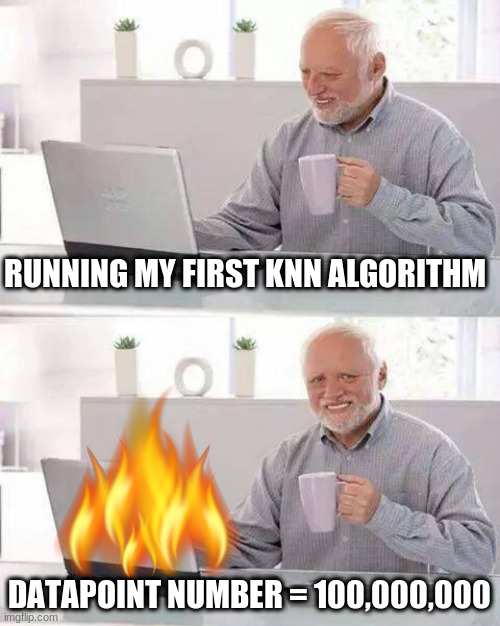 RUNNING MY FIRST KNN ALGORITHM
DATAPOINT NUMBER = 100,000,000
imgflip.com